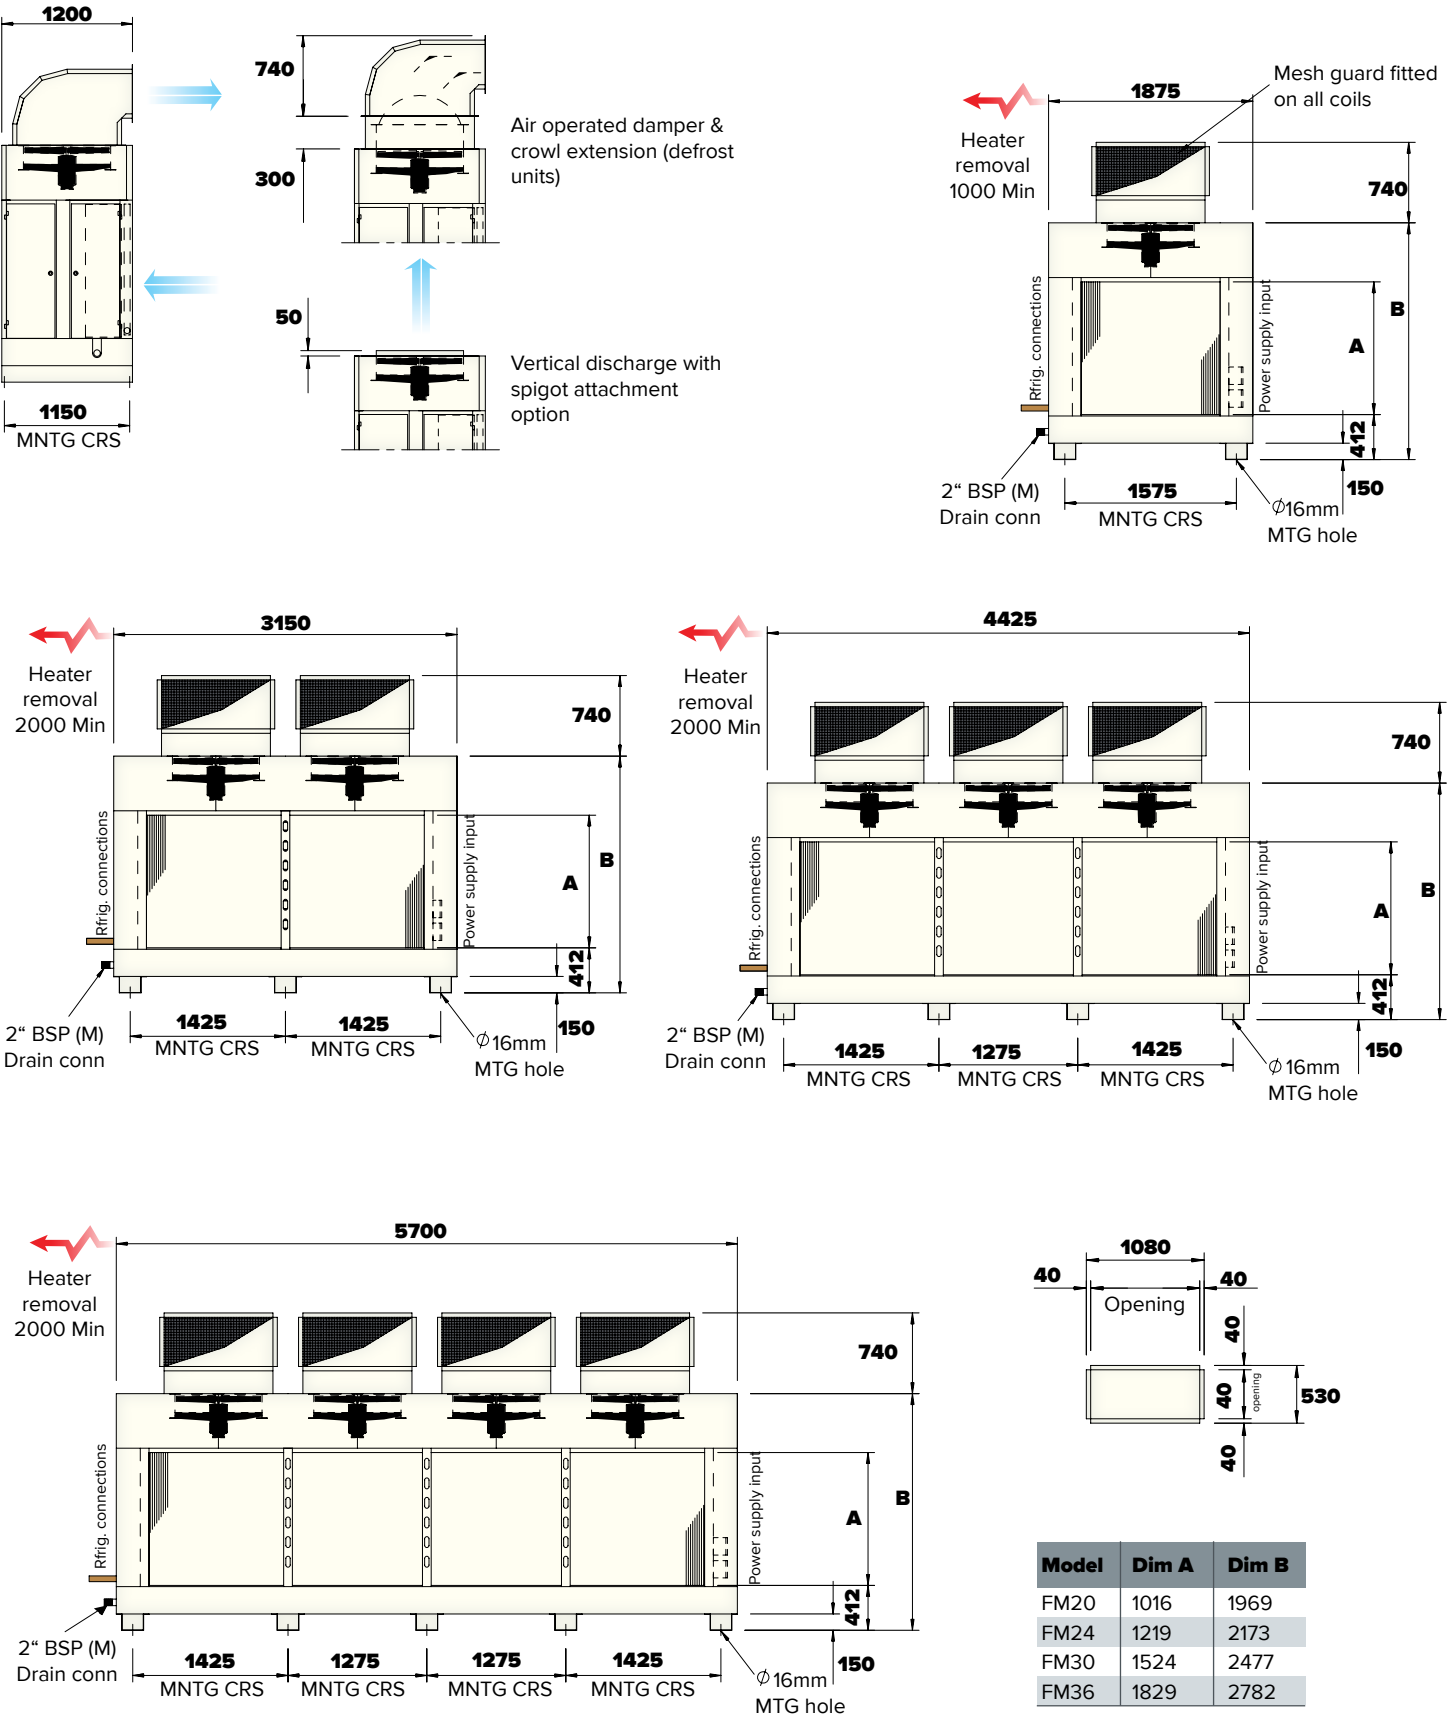 1200
740
300
Air operated damper &
crowl extension (defrost
units)
50
Vertical discharge with
spigot attachment
option
1150
MNTG CRS
Mesh guard fitted
on all coils
1875
Heater
removal
1000 Min
740
Rfrig. connections
Power supply input
A
B
412
150
2“ BSP (M)
Drain conn
1575
MNTG CRS
∅16mm
MTG hole
3150
Heater
removal
2000 Min
740
Rfrig. connections
Power supply input
A
B
412
150
2“ BSP (M)
Drain conn
1425
MNTG CRS
1425
MNTG CRS
∅16mm
MTG hole
4425
Heater
removal
2000 Min
740
Rfrig. connections
Power supply input
A
B
412
150
2“ BSP (M)
Drain conn
1425
MNTG CRS
1275
MNTG CRS
1425
MNTG CRS
∅16mm
MTG hole
5700
Heater
removal
2000 Min
740
Rfrig. connections
Power supply input
A
B
412
150
2“ BSP (M)
Drain conn
1425
MNTG CRS
1275
MNTG CRS
1275
MNTG CRS
1425
MNTG CRS
∅16mm
MTG hole
1080
40
40
Opening
40
40
opening
530
40
Model Dim A Dim B
FM20 1016 1969
FM24 1219 2173
FM30 1524 2477
FM36 1829 2782